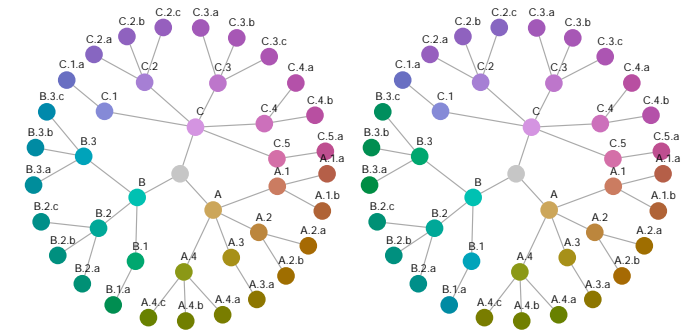 C.2.c C.3.a C.2.c C.3.a
C.2.b C.3.b C.2.b C.3.b
C.2.a C.3.c C.2.a C.3.c
C.1.a C.2 C.3 C.4.a C.1.a C.2 C.3 C.4.a
B.3.c C.1 C C.4 C.4.b B.3.c C.1 C C.4 C.4.b
B.3.b B.3 C.5 C.5.a B.3.b B.3 C.5 C.5.a
B.3.a A.1 A.1.a B.3.a A.1 A.1.a
B A A.1.b B A A.1.b
B.2.c B.2 A.2 A.2.a B.2.c B.2 A.2 A.2.a
B.2.b B.1 A.4 A.3 A.2.b B.2.b B.1 A.4 A.3 A.2.b
B.2.a A.3.a B.2.a A.3.a
B.1.a A.4.c A.4.b A.4.a B.1.a A.4.c A.4.b A.4.a